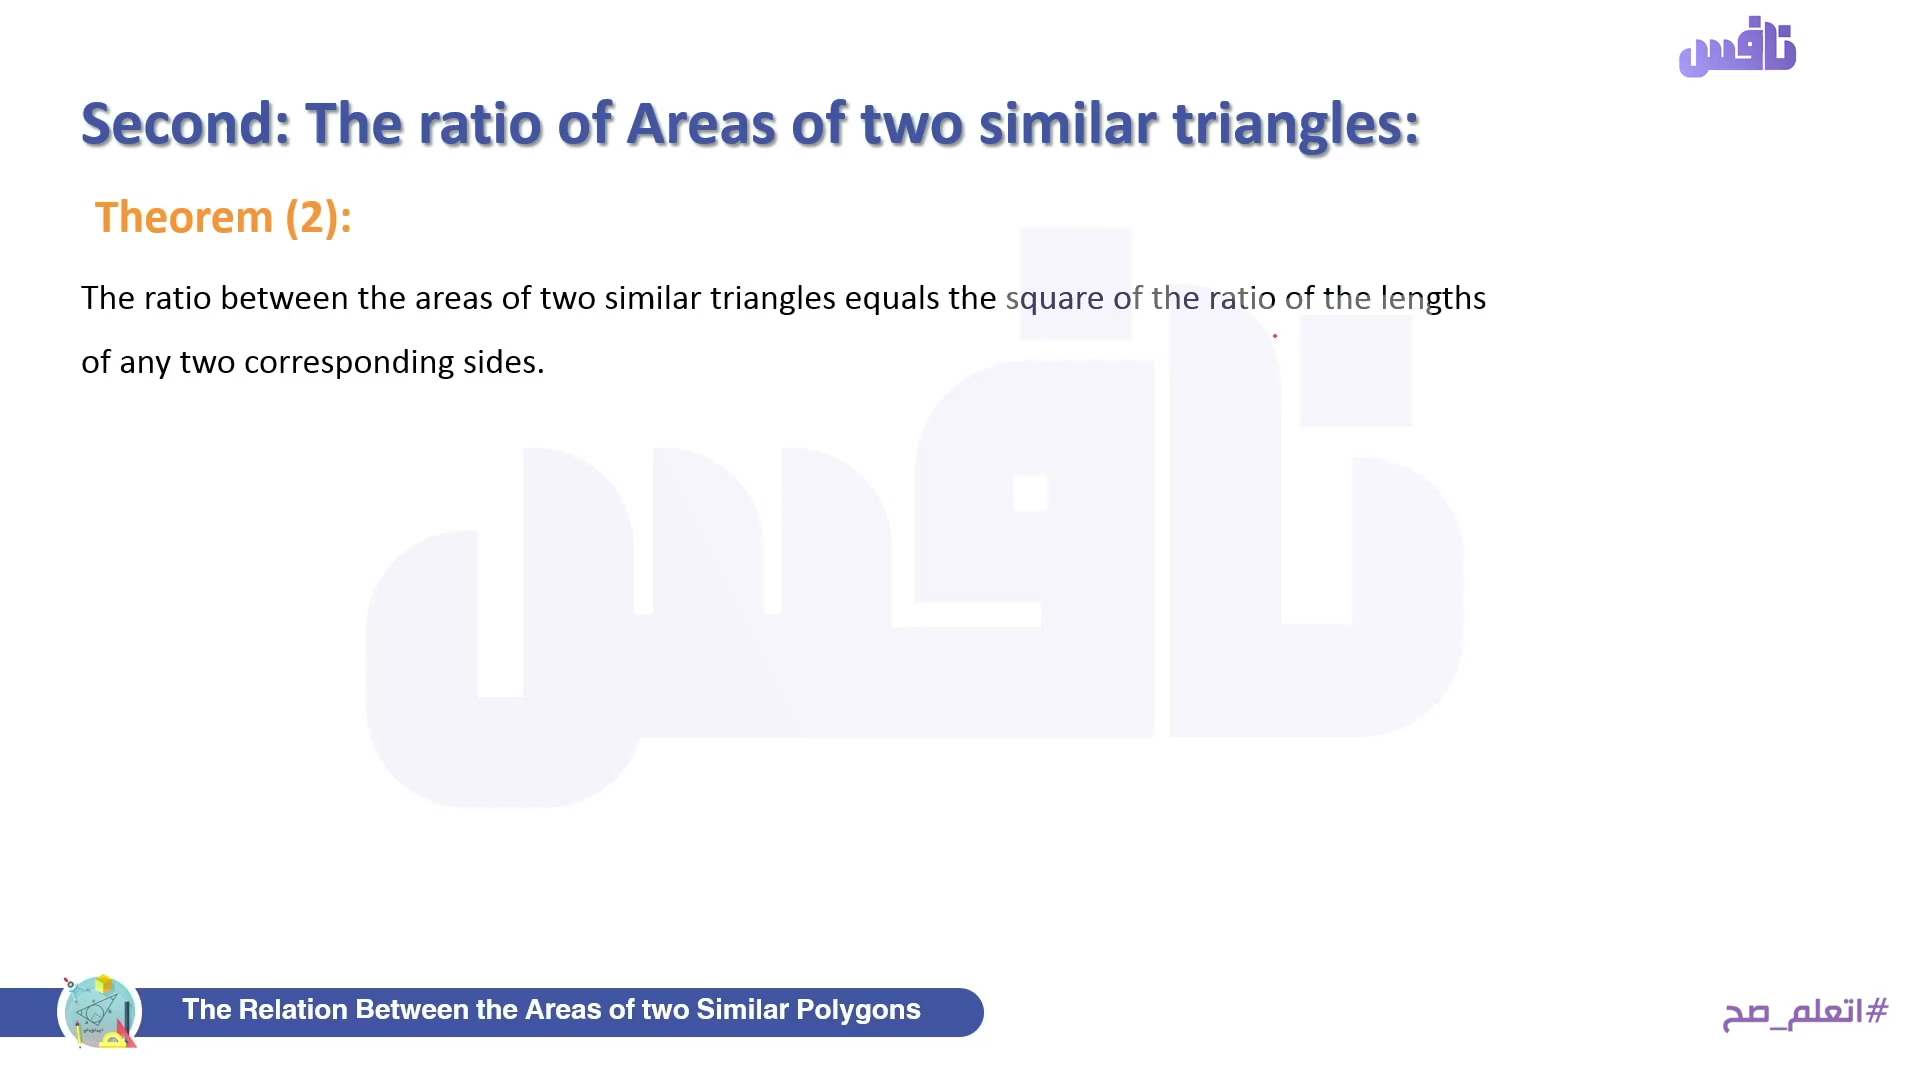 نافس
Second: The ratio of Areas of two similar triangles:
Theorem (2):
The ratio between the areas of two similar triangles equals the square of the ratio of the lengths
of any two corresponding sides.
نافس
The Relation Between the Areas of two Similar Polygons
#اتعلم_صح